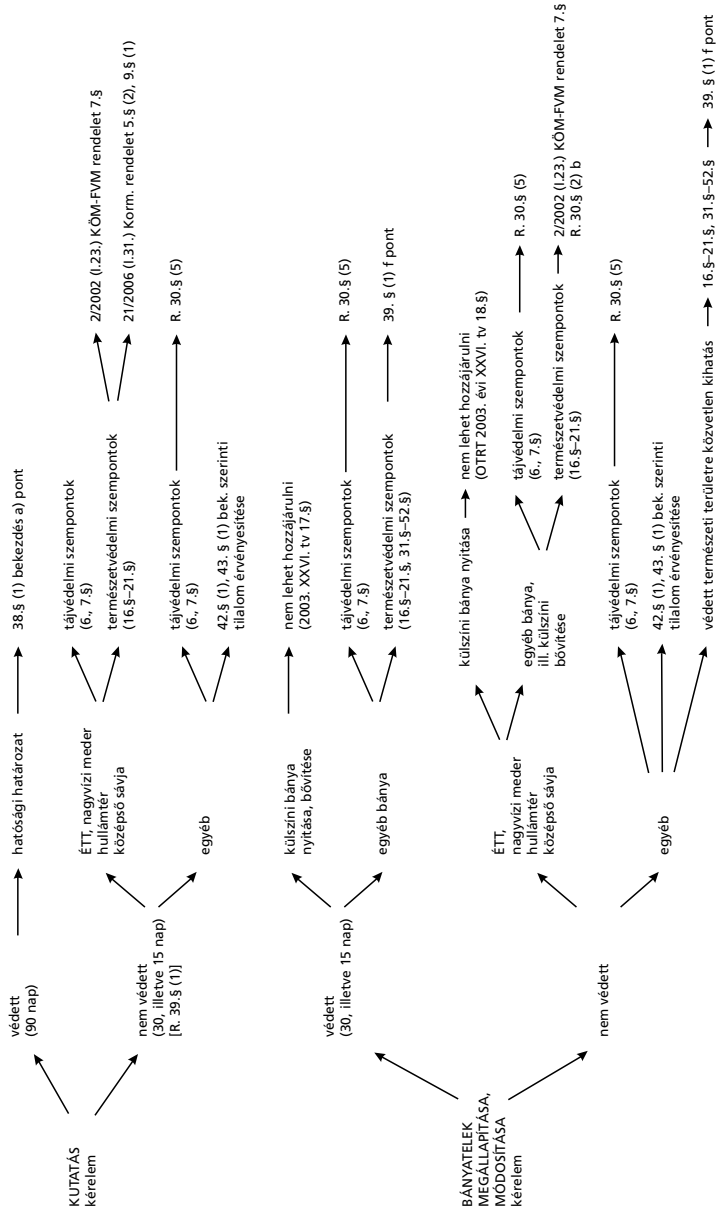 KUTATÁS
kérelem
védett
(90 nap)
hatósági határozat
38.§ (1) bekezdés a) pont
nem védett
(30, illetve 15 nap)
[R. 39.§ (1)]
ÉTT, nagyvízi meder
hullámtér
középső sávja
tájvédelmi szempontok
(6., 7.§)
természetvédelmi szempontok
(16.§–21.§)
2/2002 (I.23.) KÖM-FVM rendelet 7.§
21/2006 (I.31.) Korm. rendelet 5.§ (2), 9.§ (1)
egyéb
tájvédelmi szempontok
(6., 7.§)
R. 30.§ (5)
42.§ (1), 43. § (1) bek. szerinti
tilalom érvényesítése
BÁNYATELEK
MEGÁLLAPÍTÁSA,
MÓDOSÍTÁSA
kérelem
védett
(30, illetve 15 nap)
külszíni bánya
nyitása, bővítése
nem lehet hozzájárulni
(2003. XXVI. tv 17.§)
egyéb bánya
tájvédelmi szempontok
(6., 7.§)
R. 30.§ (5)
természetvédelmi szempontok
(16.§–21.§, 31.§–52.§)
39. § (1) f pont
nem védett
ÉTT,
nagyvízi meder
hullámtér
középső sávja
külszíni bánya nyitása
nem lehet hozzájárulni
(OTRT 2003. évi XXVI. tv 18.§)
egyéb bánya,
ill. külszíni
bővítése
tájvédelmi szempontok
(6., 7.§)
R. 30.§ (5)
természetvédelmi szempontok
(16.§–21.§)
2/2002 (I.23.) KÖM-FVM rendelet 7.§
R. 30.§ (2) b
egyéb
tájvédelmi szempontok
(6., 7.§)
R. 30.§ (5)
42.§ (1), 43. § (1) bek. szerinti
tilalom érvényesítése
védett természeti területre közvetlen kihatás
16.§–21.§, 31.§–52.§
39. § (1) f pont